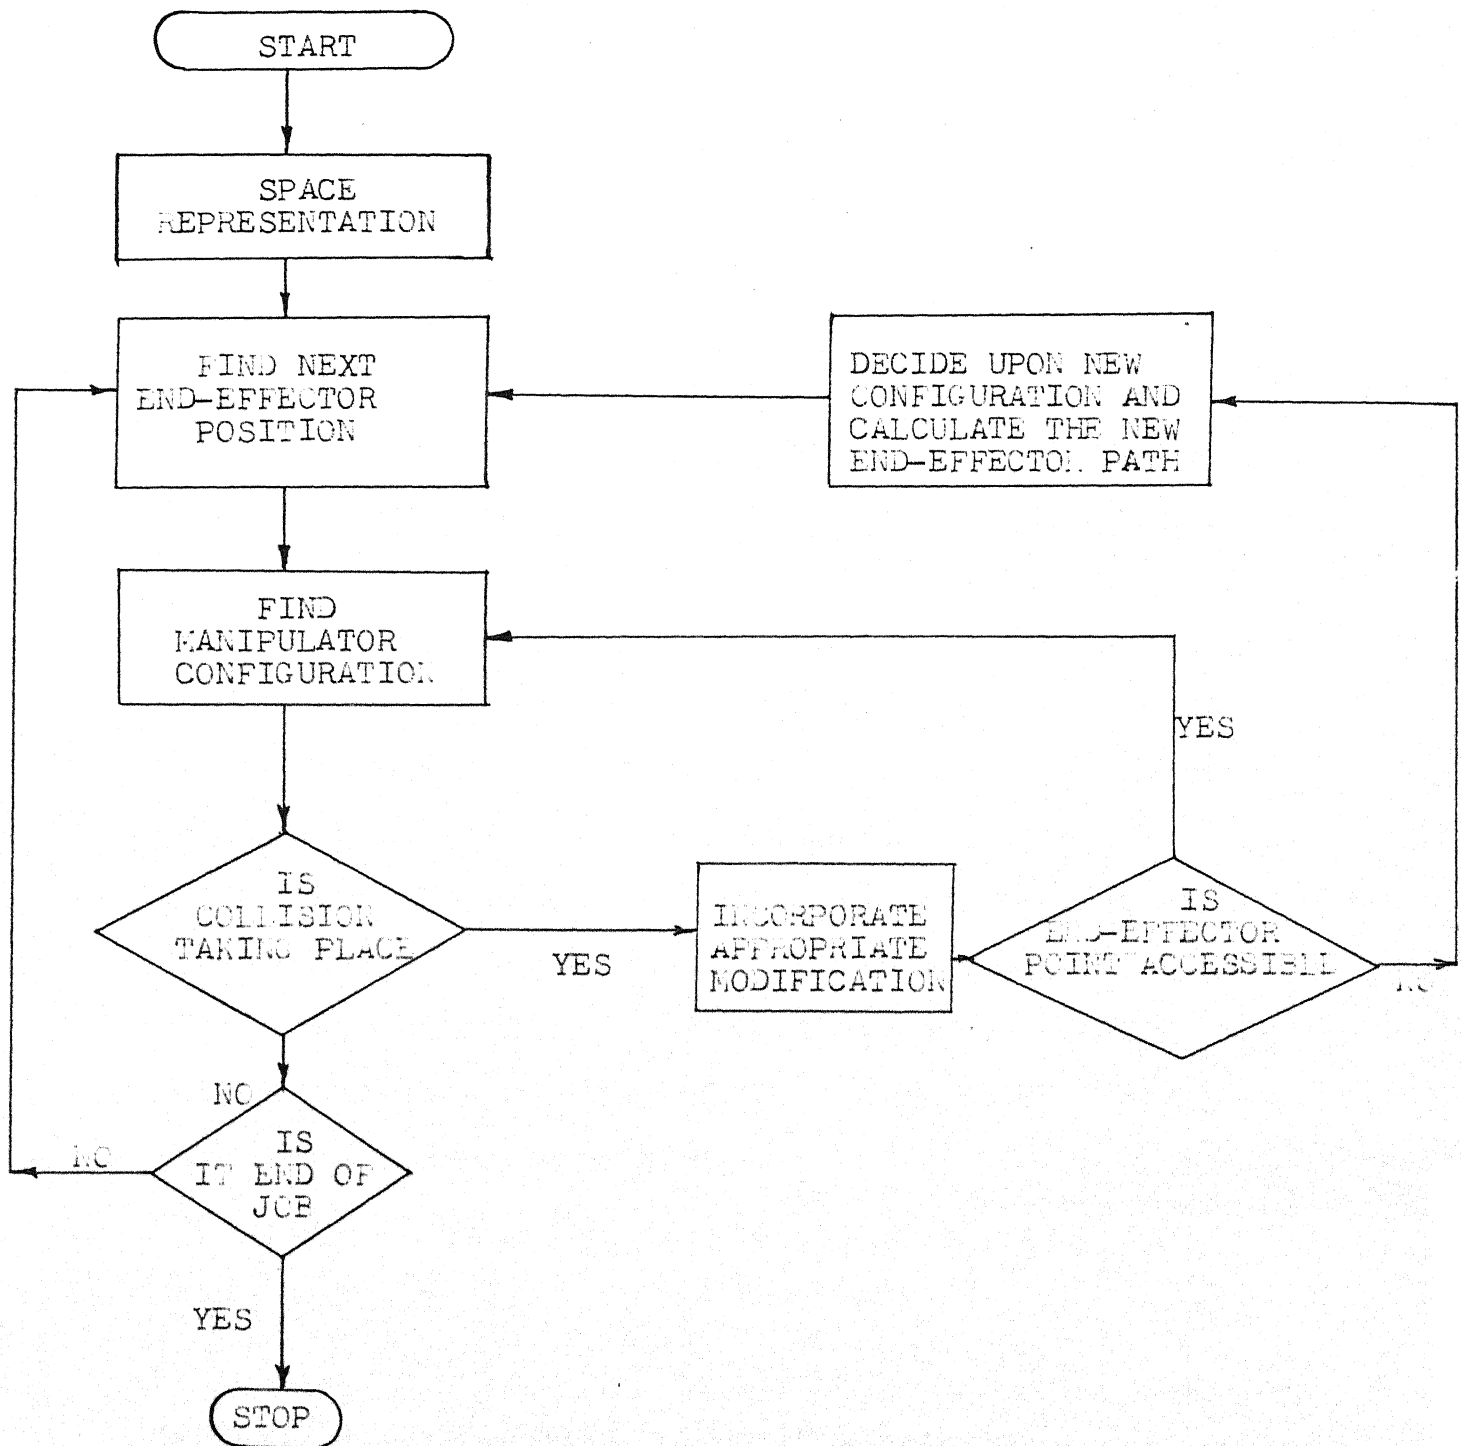 START
SPACE
REPRESENTATION
FIND NEXT
END-EFFECTOR
POSITION
DECIDE UPON NEW
CONFIGURATION AND
CALCULATE THE NEW
END-EFFECTOR PATH
FIND
MANIPULATOR
CONFIGURATION
YES
IS
COLLISION
TAKING PLACE
YES
INCORPORATE
APPROPRIATE
MODIFICATION
IS
END-EFFECTOR
POINT ACCESSIBLE
NO
NO
NO
IS
IT END OF
JOB
YES
STOP